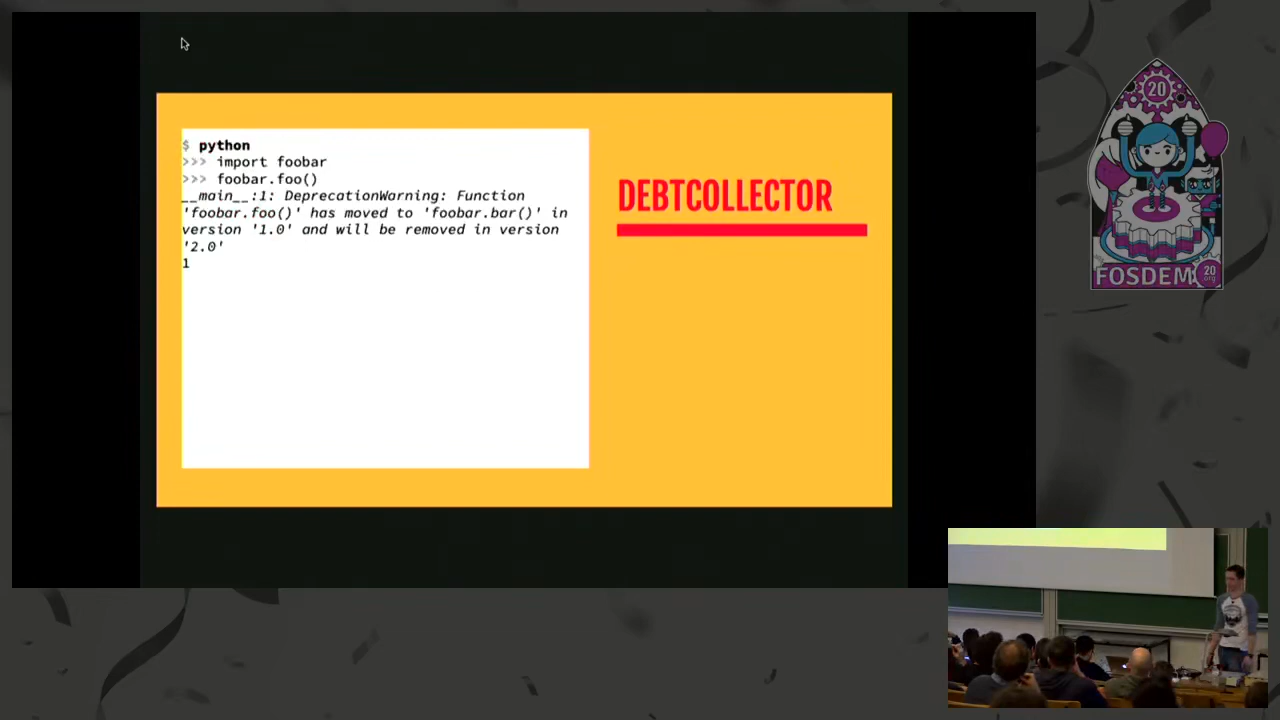 $ python
>>> import foobar
>>> foobar.foo()
__main__:1: DeprecationWarning: Function
'foobar.foo()' has moved to 'foobar.bar()' in
version '1.0' and will be removed in version
'2.0'
1
DEBTCOLLECTOR
20
FOSDEM
20
.org